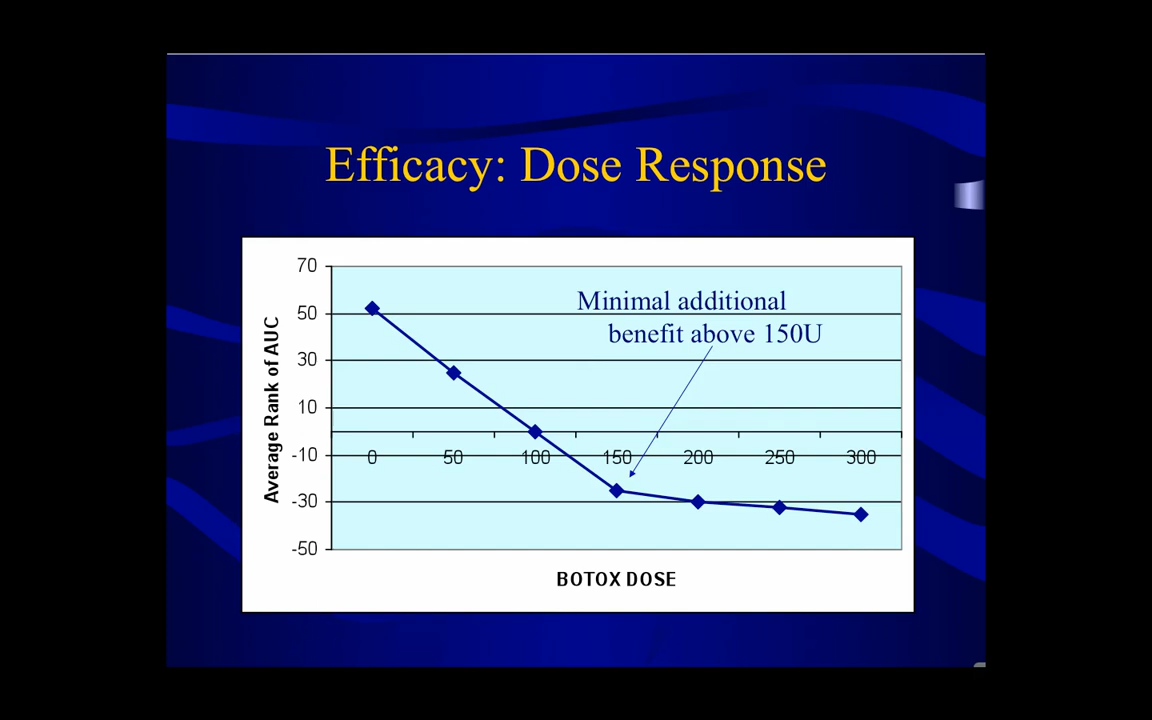 Efficacy: Dose Response
70
50
30
10
-10
-30
-50
Average Rank of AUC
Minimal additional
benefit above 150U
0 50 100 150 200 250 300
BOTOX DOSE